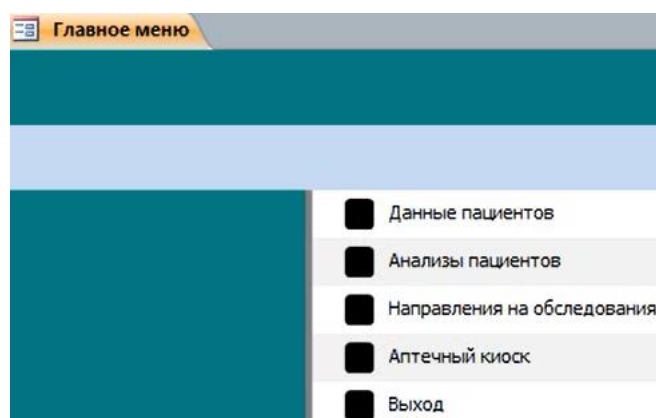 Главное меню
Данные пациентов
Анализы пациентов
Направления на обследования
Аптечный киоск
Выход